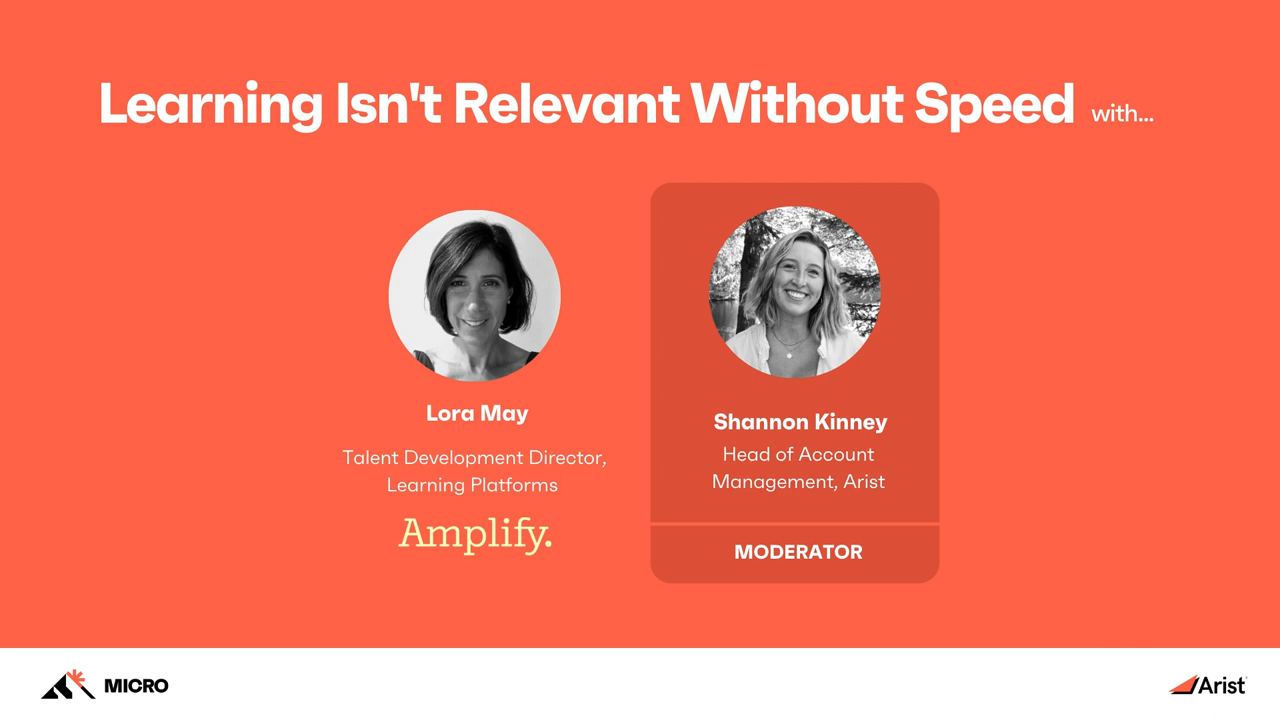 Learning Isn't Relevant Without Speed with...
Lora May
Talent Development Director,
Learning Platforms
Amplify.
Shannon Kinney
Head of Account
Management, Arist
MODERATOR
MICRO
Arist